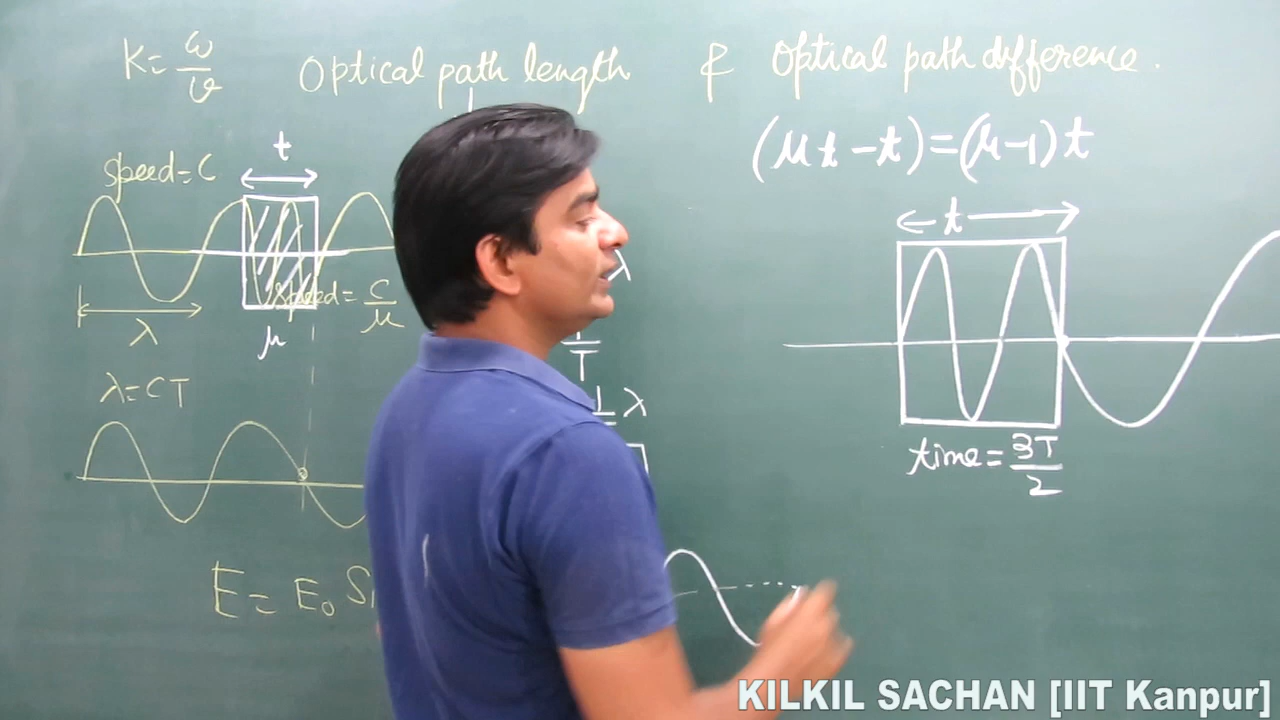 K = ω/v
Optical path length & Optical path difference.
(μt - t) = (μ-1)t
t
speed = C
speed = C/μ
λ
μ
λ = CT
E = E₀ S
λ
T
λ
t
time = 3T/2
KILKIL SACHAN [IIT Kanpur]